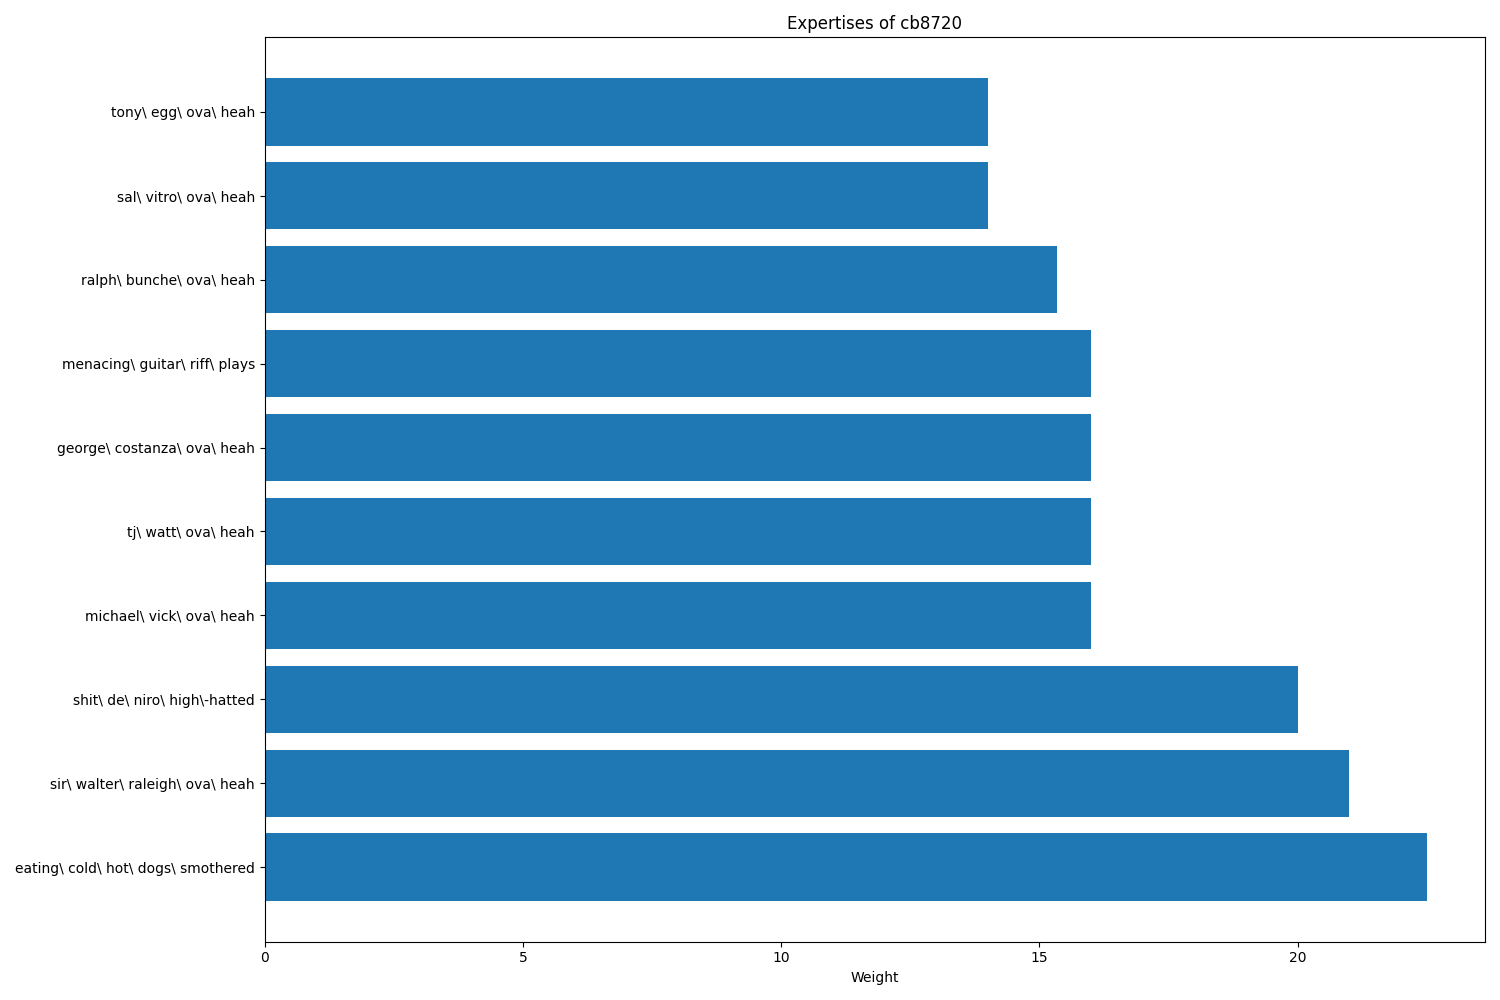 Expertises of cb8720
tony\ egg\ ova\ heah
sal\ vitro\ ova\ heah
ralph\ bunche\ ova\ heah
menacing\ guitar\ riff\ plays
george\ costanza\ ova\ heah
tj\ watt\ ova\ heah
michael\ vick\ ova\ heah
shit\ de\ niro\ high\-hatted
sir\ walter\ raleigh\ ova\ heah
eating\ cold\ hot\ dogs\ smothered
0 5 10 15 20
Weight